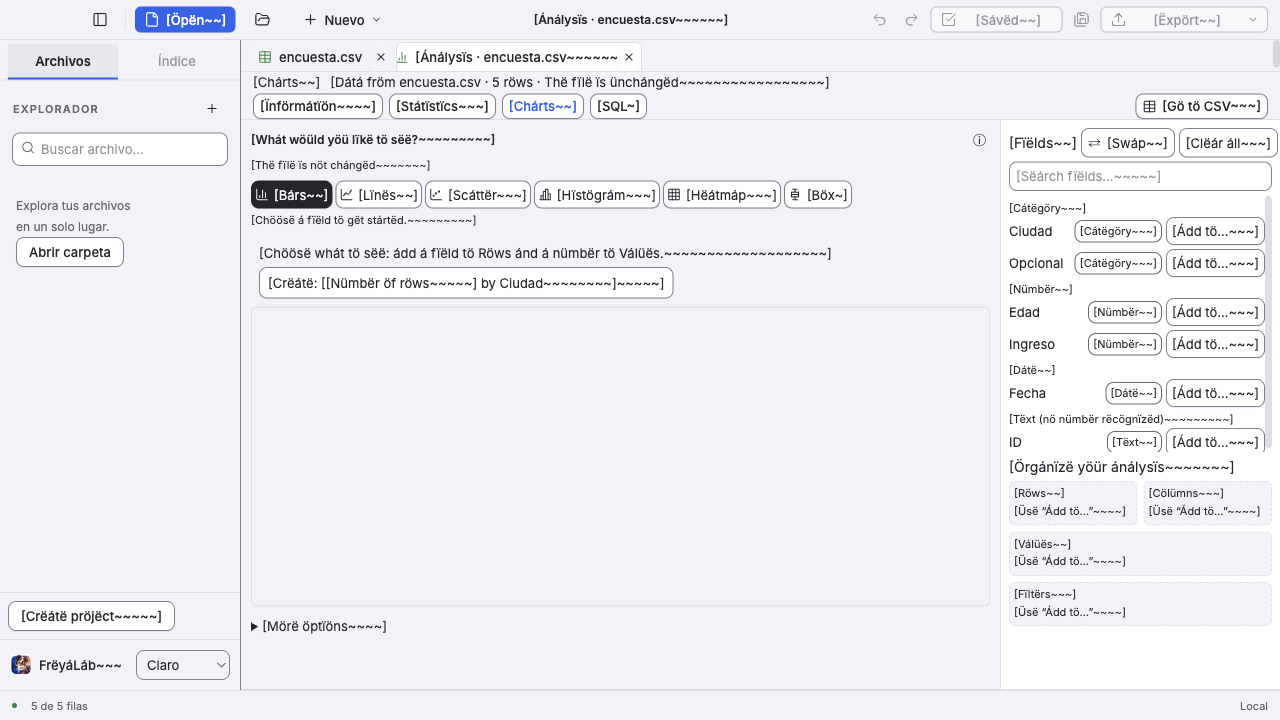 [Öpën~~]
Nuevo
[Ánálysïs · encuesta.csv~~~~~~]
[Sávëd~~]
[Ëxpört~~]
Archivos
Índice
encuesta.csv
[Ánálysïs · encuesta.csv~~~~~~
[Chárts~~] [Dátá fröm encuesta.csv · 5 röws · Thë fïlë ïs ünchángëd~~~~~~~~~~~~~~~~~]
[Ïnförmátïön~~~~]
[Státïstïcs~~~]
[Chárts~~]
[SQL~]
[Gö tö CSV~~~]
EXPLORADOR
Buscar archivo...
Explora tus archivos
en un solo lugar.
Abrir carpeta
[Crëátë pröjëct~~~~~]
FrëyáLáb~~~
Claro
[Whát wöüld yöü lïkë tö sëë?~~~~~~~~~]
[Thë fïlë ïs nöt chángëd~~~~~~~]
[Bárs~~]
[Lïnës~~]
[Scáttër~~~]
[Hïstögrám~~~]
[Hëátmáp~~~]
[Böx~]
[Chöösë á fïëld tö gët stártëd.~~~~~~~~~]
[Chöösë whát tö sëë: ádd á fïëld tö Röws ánd á nümbër tö Válüës.~~~~~~~~~~~~~~~~~~~]
[Crëátë: [[Nümbër öf röws~~~~~] by Ciudad~~~~~~~~]~~~~~]
[Mörë öptïöns~~~~]
[Fïëlds~~]
[Swáp~~]
[Clëár áll~~~]
[Sëárch fïëlds...~~~~~]
[Cátëgöry~~~]
Ciudad [Cátëgöry~~~] [Ádd tö...~~~]
Opcional [Cátëgöry~~~] [Ádd tö...~~~]
[Nümbër~~]
Edad [Nümbër~~] [Ádd tö...~~~]
Ingreso [Nümbër~~] [Ádd tö...~~~]
[Dátë~~]
Fecha [Dátë~~] [Ádd tö...~~~]
[Tëxt (nö nümbër rëcögnïzëd)~~~~~~~~~]
ID [Tëxt~~] [Ádd tö...~~~]
[Örgánïzë yöür ánálysïs~~~~~~~]
[Röws~~]
[Üsë “Ádd tö...”~~~~]
[Cölümns~~~]
[Üsë “Ádd tö...”~~~~]
[Válüës~~]
[Üsë “Ádd tö...”~~~~]
[Fïltërs~~~]
[Üsë “Ádd tö...”~~~~]
5 de 5 filas
Local